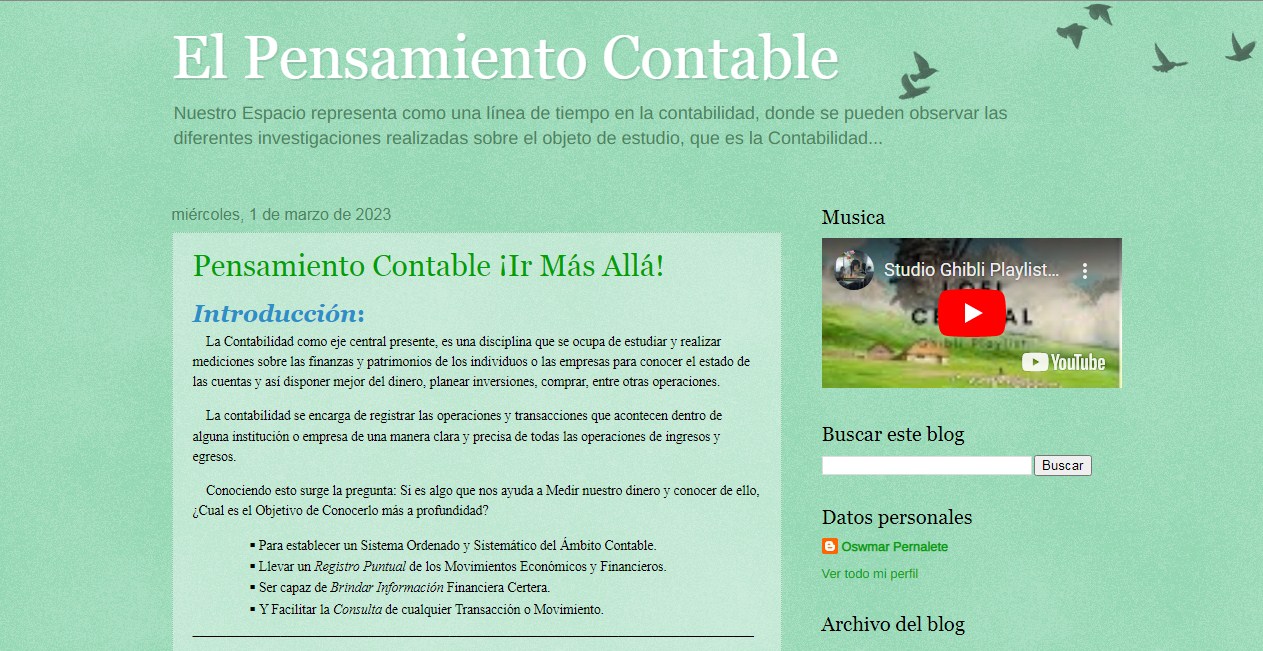 El Pensamiento Contable
Nuestro Espacio representa como una línea de tiempo en la contabilidad, donde se pueden observar las
diferentes investigaciones realizadas sobre el objeto de estudio, que es la Contabilidad...
miércoles, 1 de marzo de 2023
Pensamiento Contable ¡Ir Más Allá!
Introducción:
La Contabilidad como eje central presente, es una disciplina que se ocupa de estudiar y realizar
mediciones sobre las finanzas y patrimonios de los individuos o las empresas para conocer el estado de
las cuentas y así disponer mejor del dinero, planear inversiones, comprar, entre otras operaciones.
La contabilidad se encarga de registrar las operaciones y transacciones que acontecen dentro de
alguna institución o empresa de una manera clara y precisa de todas las operaciones de ingresos y
egresos.
Conociendo esto surge la pregunta: Si es algo que nos ayuda a Medir nuestro dinero y conocer de ello,
¿Cual es el Objetivo de Conocerlo más a profundidad?
▪ Para establecer un Sistema Ordenado y Sistemático del Ámbito Contable.
▪ Llevar un Registro Puntual de los Movimientos Económicos y Financieros.
▪ Ser capaz de Brindar Información Financiera Certera.
▪ Y Facilitar la Consulta de cualquier Transacción o Movimiento.
Musica
Studio Ghibli Playlist...
Ghibli Playlist
YouTube
Buscar este blog
Buscar
Datos personales
Oswmar Pernalete
Ver todo mi perfil
Archivo del blog